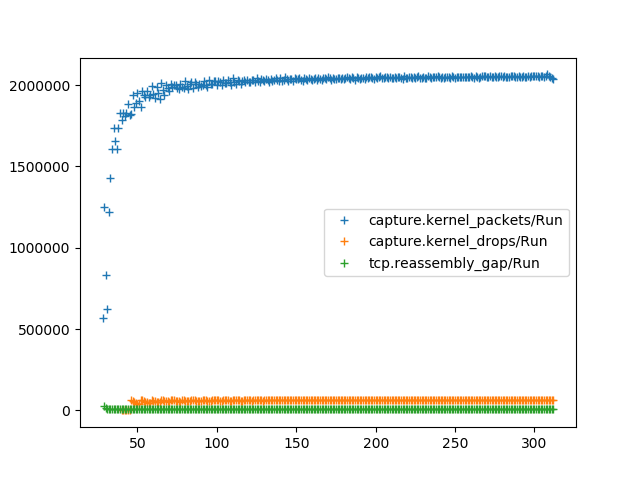 2000000
1500000
1000000
500000
0
capture.kernel_packets/Run
capture.kernel_drops/Run
tcp.reassembly_gap/Run
50 100 150 200 250 300